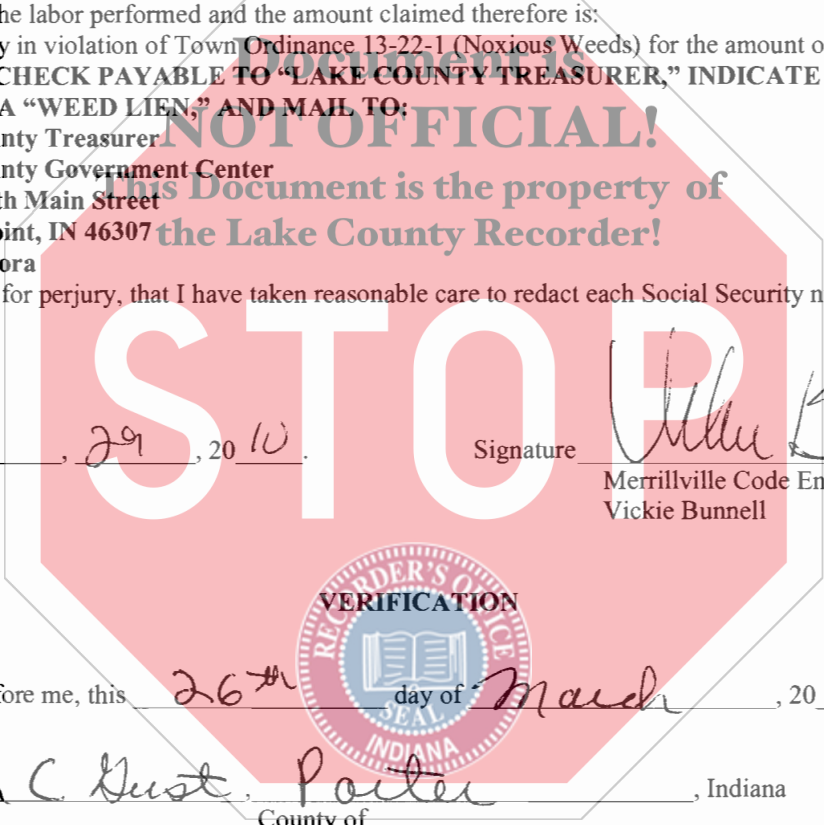 he labor performed and the amount claimed therefore is:
y in violation of Town Ordinance 13-22-1 (Noxious Weeds) for the amount o
Document is
CHECK PAYABLE TO “LAKE COUNTY TREASURER,” INDICATE
A “WEED LIEN,” AND MAIL TO:
NOT OFFICIAL!
nty Treasurer
nty Government Center
This Document is the property of
th Main Street
oint, IN 46307
the Lake County Recorder!
ora
for perjury, that I have taken reasonable care to redact each Social Security n
STOP
, 29, 20 10.
Signature
Merrillville Code En
Vickie Bunnell
RECORDER'S OFFICE
VERIFICATION
SEAL
INDIANA
ore me, this 26th day of March, 20
C Gust, Porter, Indiana
County of